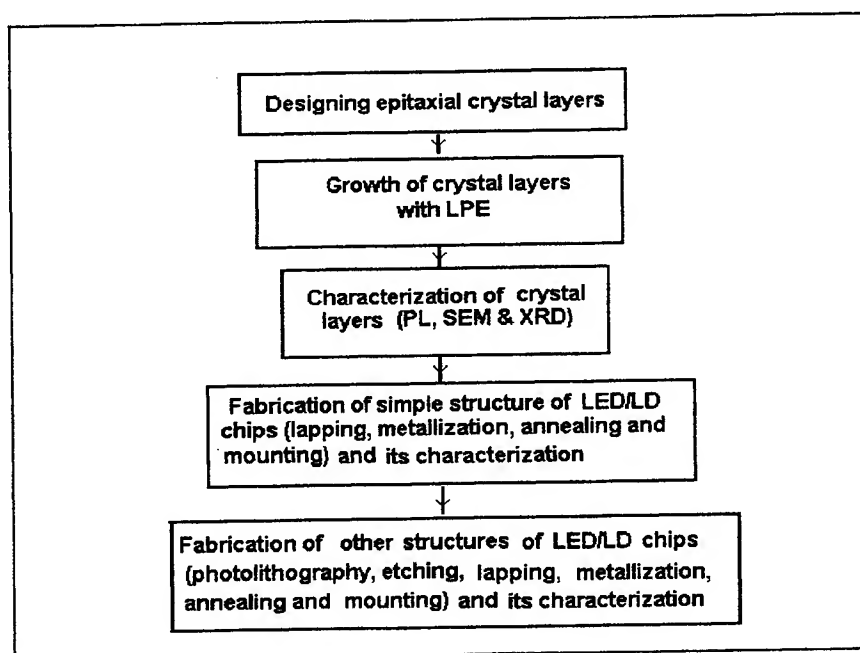 Designing epitaxial crystal layers
Growth of crystal layers
with LPE
Characterization of crystal
layers (PL, SEM & XRD)
Fabrication of simple structure of LED/LD
chips (lapping, metallization, annealing and
mounting) and its characterization
Fabrication of other structures of LED/LD chips
(photolithography, etching, lapping, metallization,
annealing and mounting) and its characterization